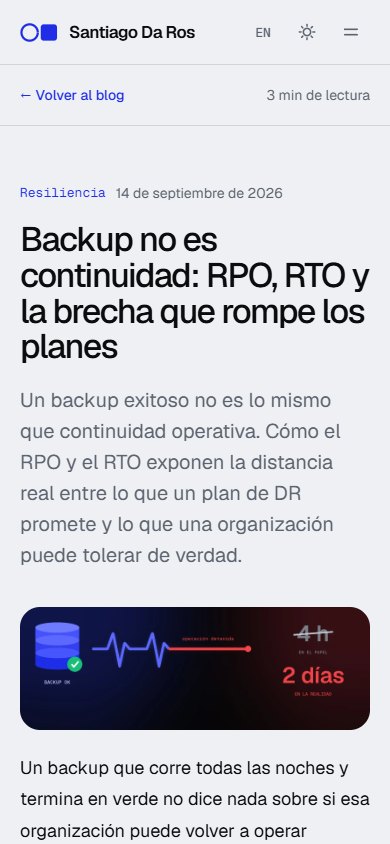 Santiago Da Ros
EN
← Volver al blog
3 min de lectura
Resiliencia 14 de septiembre de 2026
Backup no es
continuidad: RPO, RTO y
la brecha que rompe los
planes
Un backup exitoso no es lo mismo
que continuidad operativa. Cómo el
RPO y el RTO exponen la distancia
real entre lo que un plan de DR
promete y lo que una organización
puede tolerar de verdad.
BACKUP OK
operación detenida
4 h
EN EL PAPEL
2 días
EN LA REALIDAD
Un backup que corre todas las noches y
termina en verde no dice nada sobre si esa
organización puede volver a operar